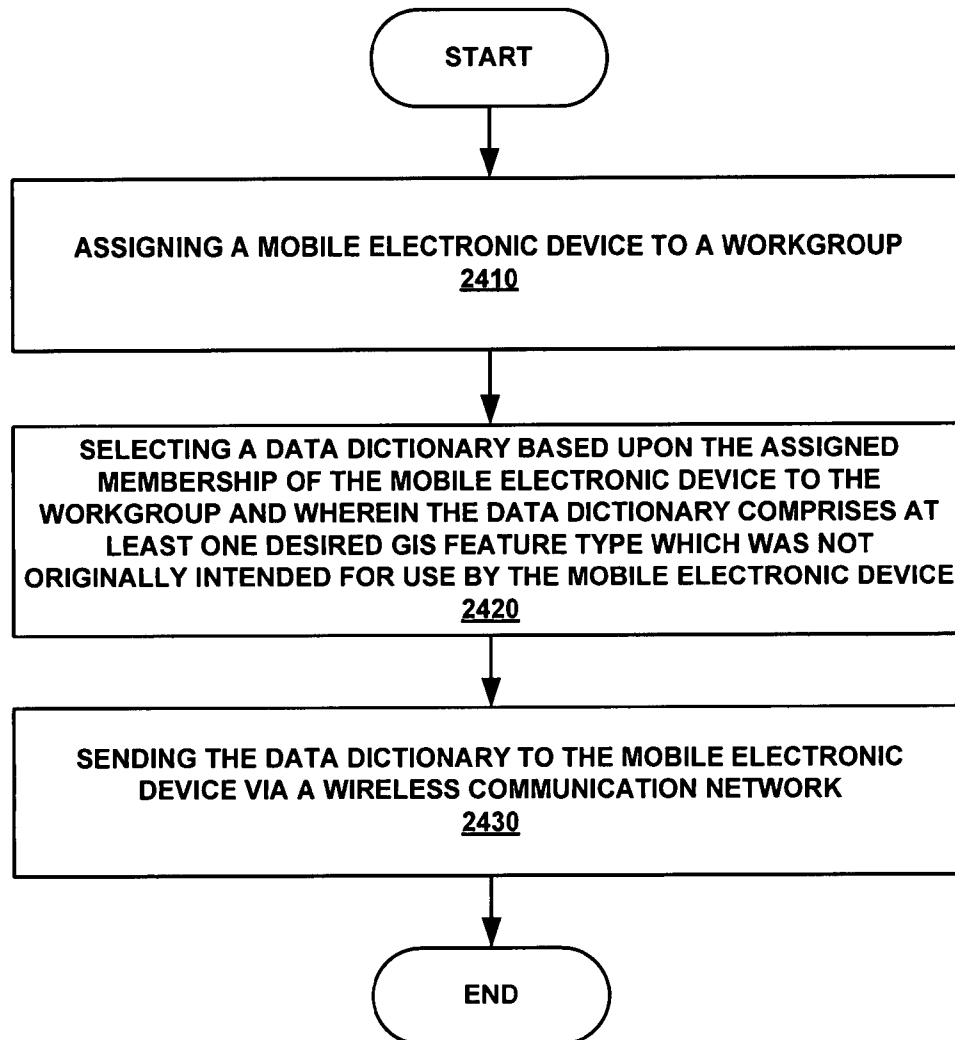 START
ASSIGNING A MOBILE ELECTRONIC DEVICE TO A WORKGROUP
2410
SELECTING A DATA DICTIONARY BASED UPON THE ASSIGNED
MEMBERSHIP OF THE MOBILE ELECTRONIC DEVICE TO THE
WORKGROUP AND WHEREIN THE DATA DICTIONARY COMPRISES AT
LEAST ONE DESIRED GIS FEATURE TYPE WHICH WAS NOT
ORIGINALLY INTENDED FOR USE BY THE MOBILE ELECTRONIC DEVICE
2420
SENDING THE DATA DICTIONARY TO THE MOBILE ELECTRONIC
DEVICE VIA A WIRELESS COMMUNICATION NETWORK
2430
END